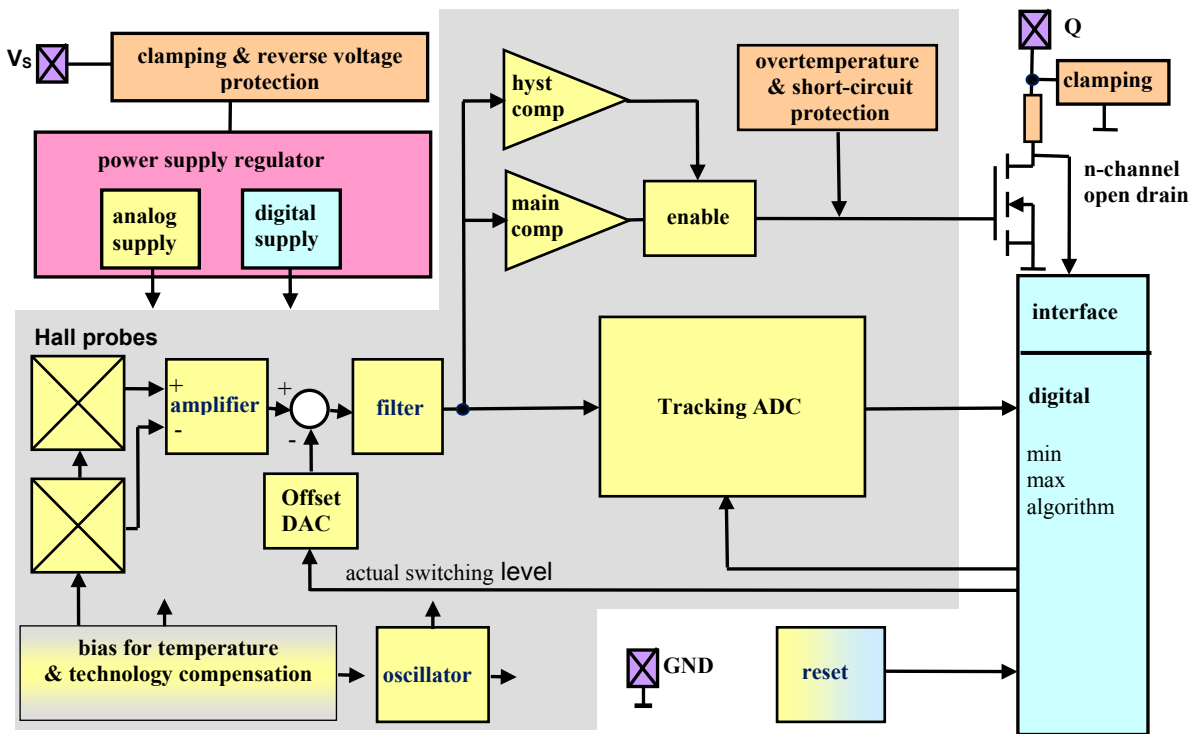 V_S
clamping & reverse voltage
protection
power supply regulator
analog
supply
digital
supply
hyst
comp
main
comp
overtemperature
& short-circuit
protection
enable
Q
clamping
n-channel
open drain
interface
digital
min
max
algorithm
Hall probes
+
amplifier
-
+
-
filter
Tracking ADC
Offset
DAC
actual switching level
bias for temperature
& technology compensation
oscillator
GND
reset